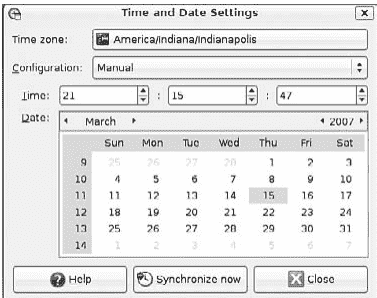 Time and Date Settings
Time zone: America/Indiana/Indianapolis
Configuration: Manual
Time: 21 : 15 : 47
Date: March 2007
Sun Mon Tue Wed Thu Fri Sat
9 25 26 27 28 1 2 3
10 4 5 6 7 8 9 10
11 11 12 13 14 15 16 17
12 18 19 20 21 22 23 24
13 25 26 27 28 29 30 31
14 1 2 3 4 5 6 7
Help Synchronize now Close